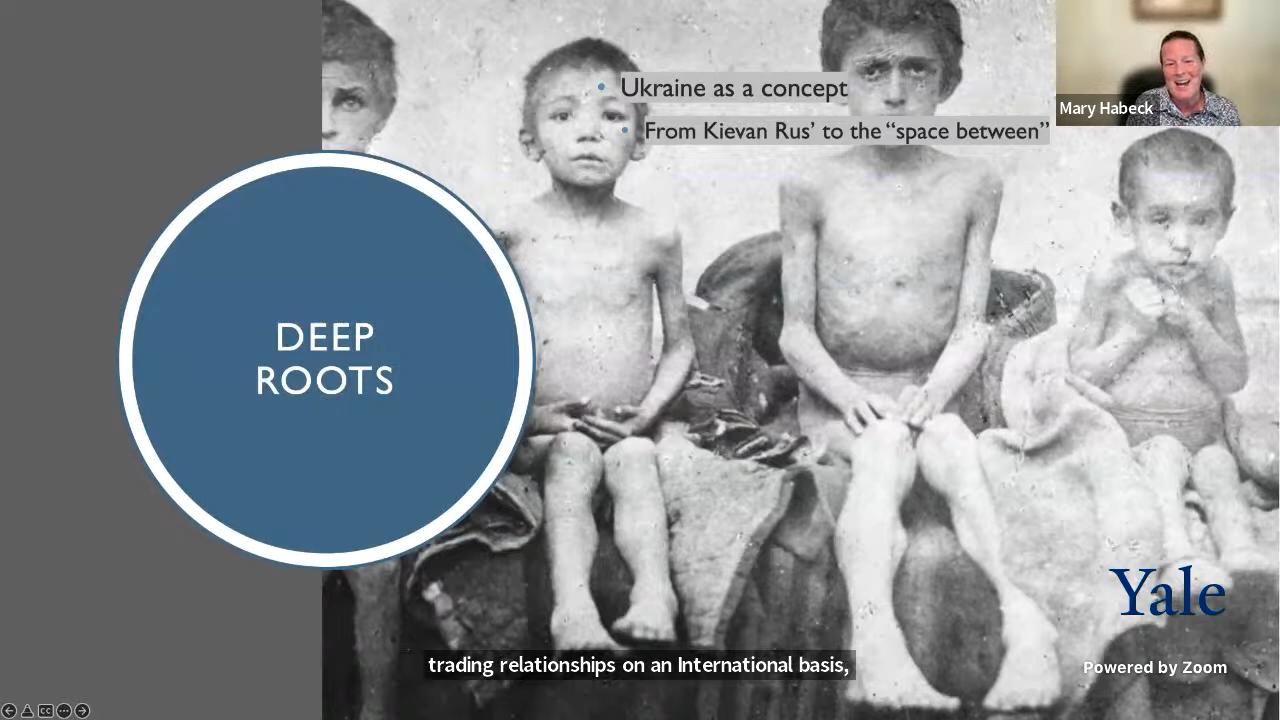 Ukraine as a concept
From Kievan Rus’ to the “space between”
Mary Habeck
DEEP
ROOTS
Yale
trading relationships on an International basis,
Powered by Zoom
CC